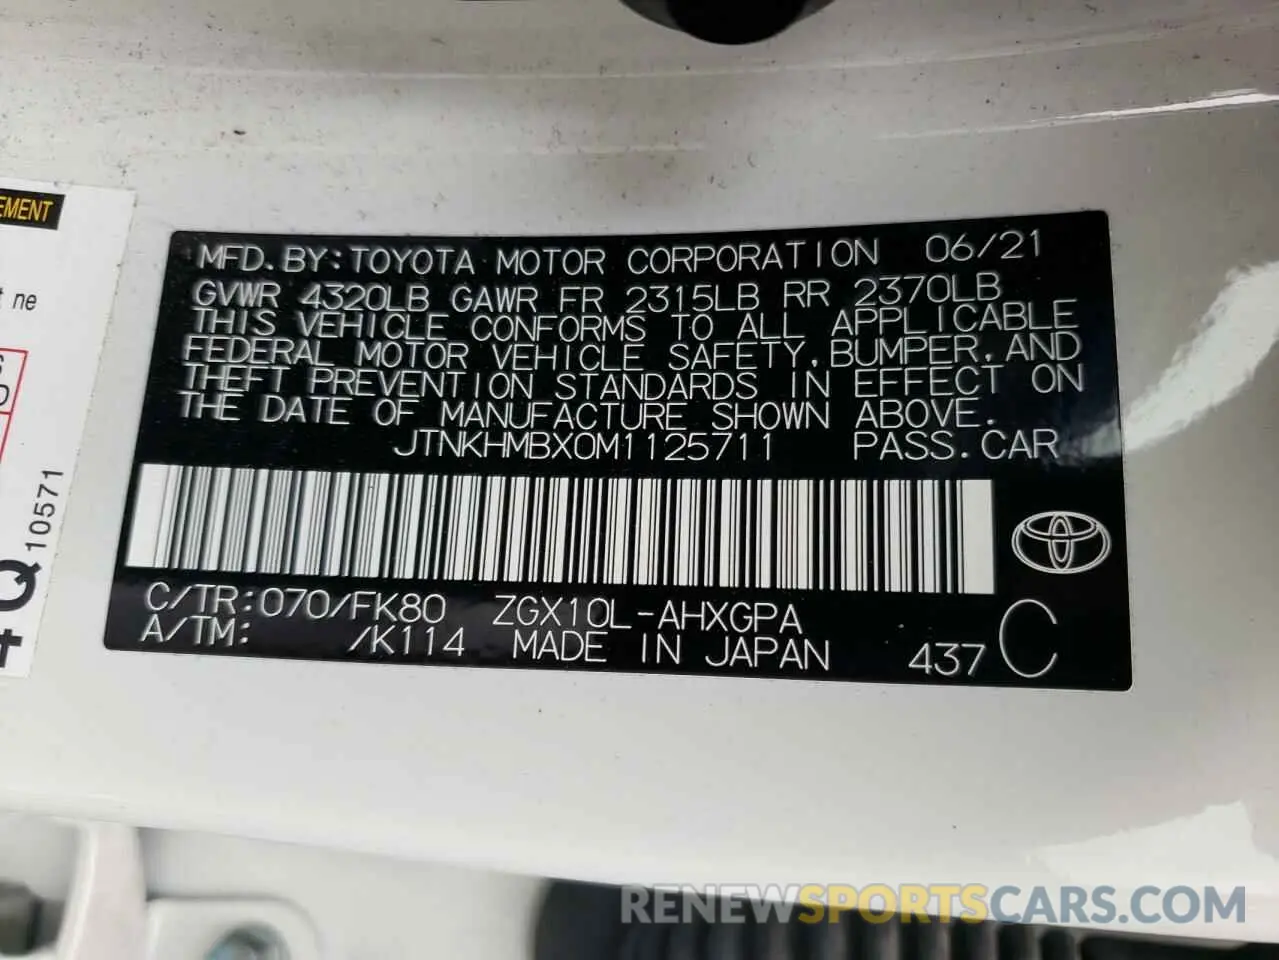 EMENT
t ne
10571
Q
MFD.BY:TOYOTA MOTOR CORPORATION 06/21
GVWR 4320LB GAWR FR 2315LB RR 2370LB
THIS VEHICLE CONFORMS TO ALL APPLICABLE
FEDERAL MOTOR VEHICLE SAFETY,BUMPER,AND
THEFT PREVENTION STANDARDS IN EFFECT ON
THE DATE OF MANUFACTURE SHOWN ABOVE.
JTNKHMBX0M1125711 PASS.CAR
C/TR:070/FK80 ZGX10L-AHXGPA
A/TM: /K114 MADE IN JAPAN 437 C
RENEWSPORTSCARS.COM